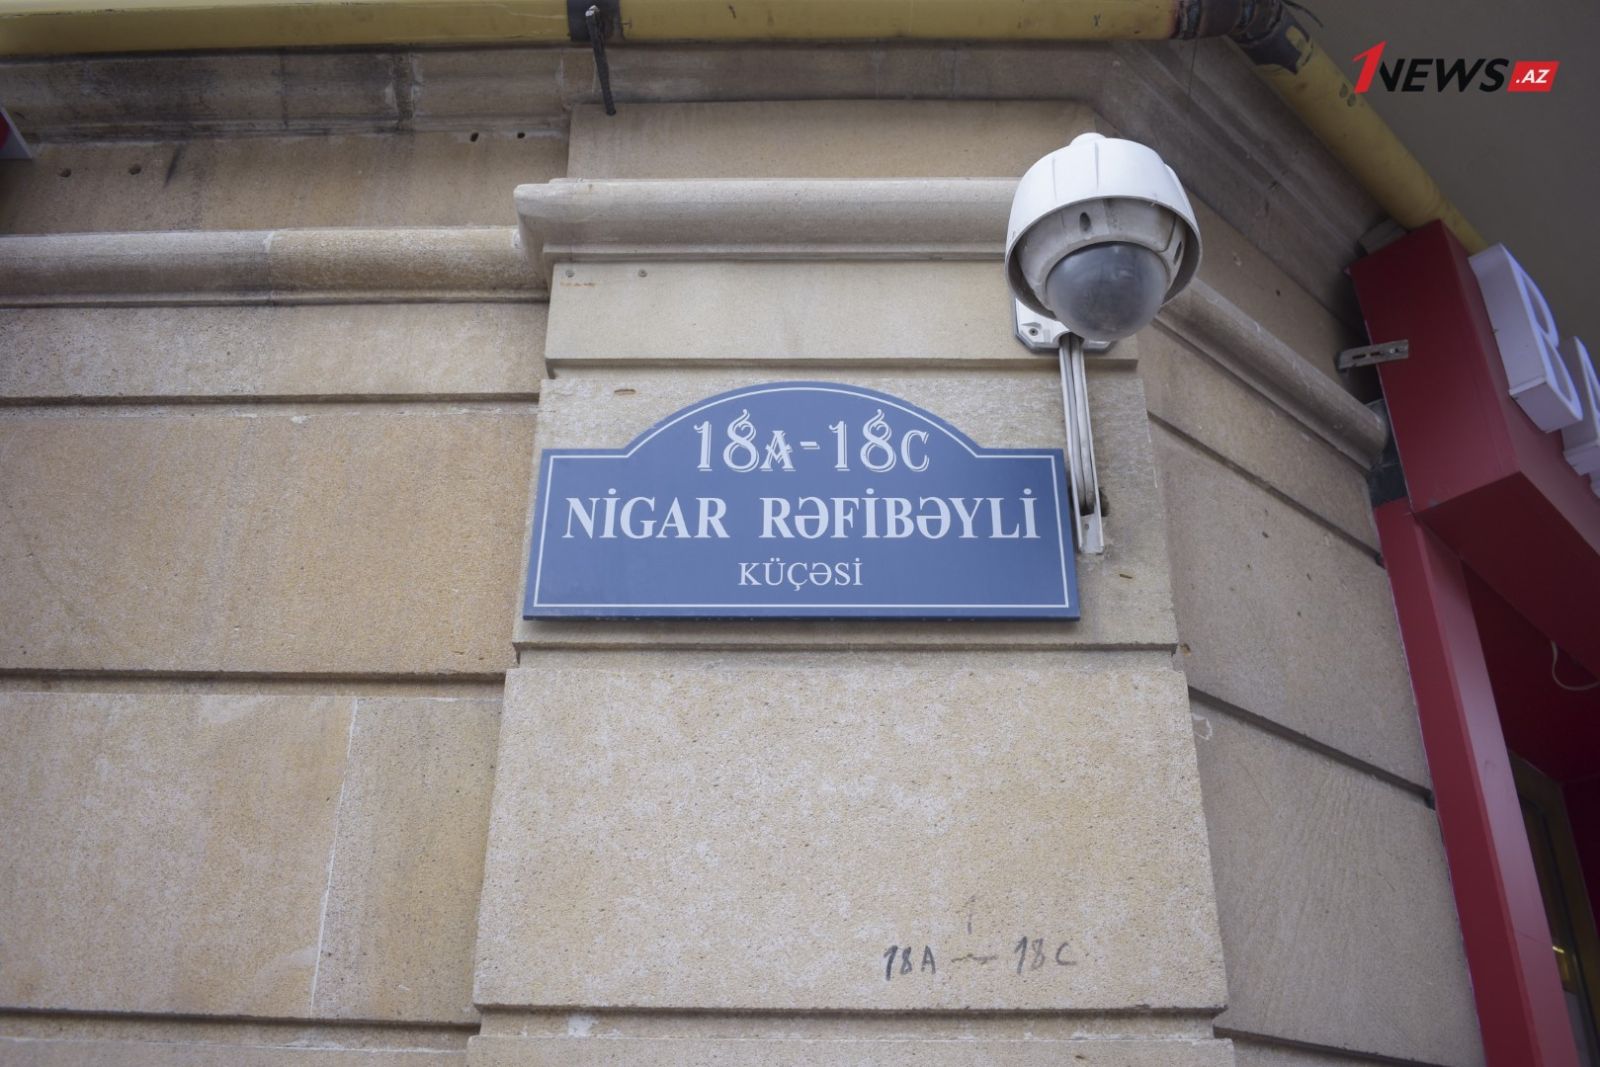 1NEWS.AZ
18A-18C
NİGAR RƏFİBƏYLİ
KÜÇƏSİ
18A - 18C